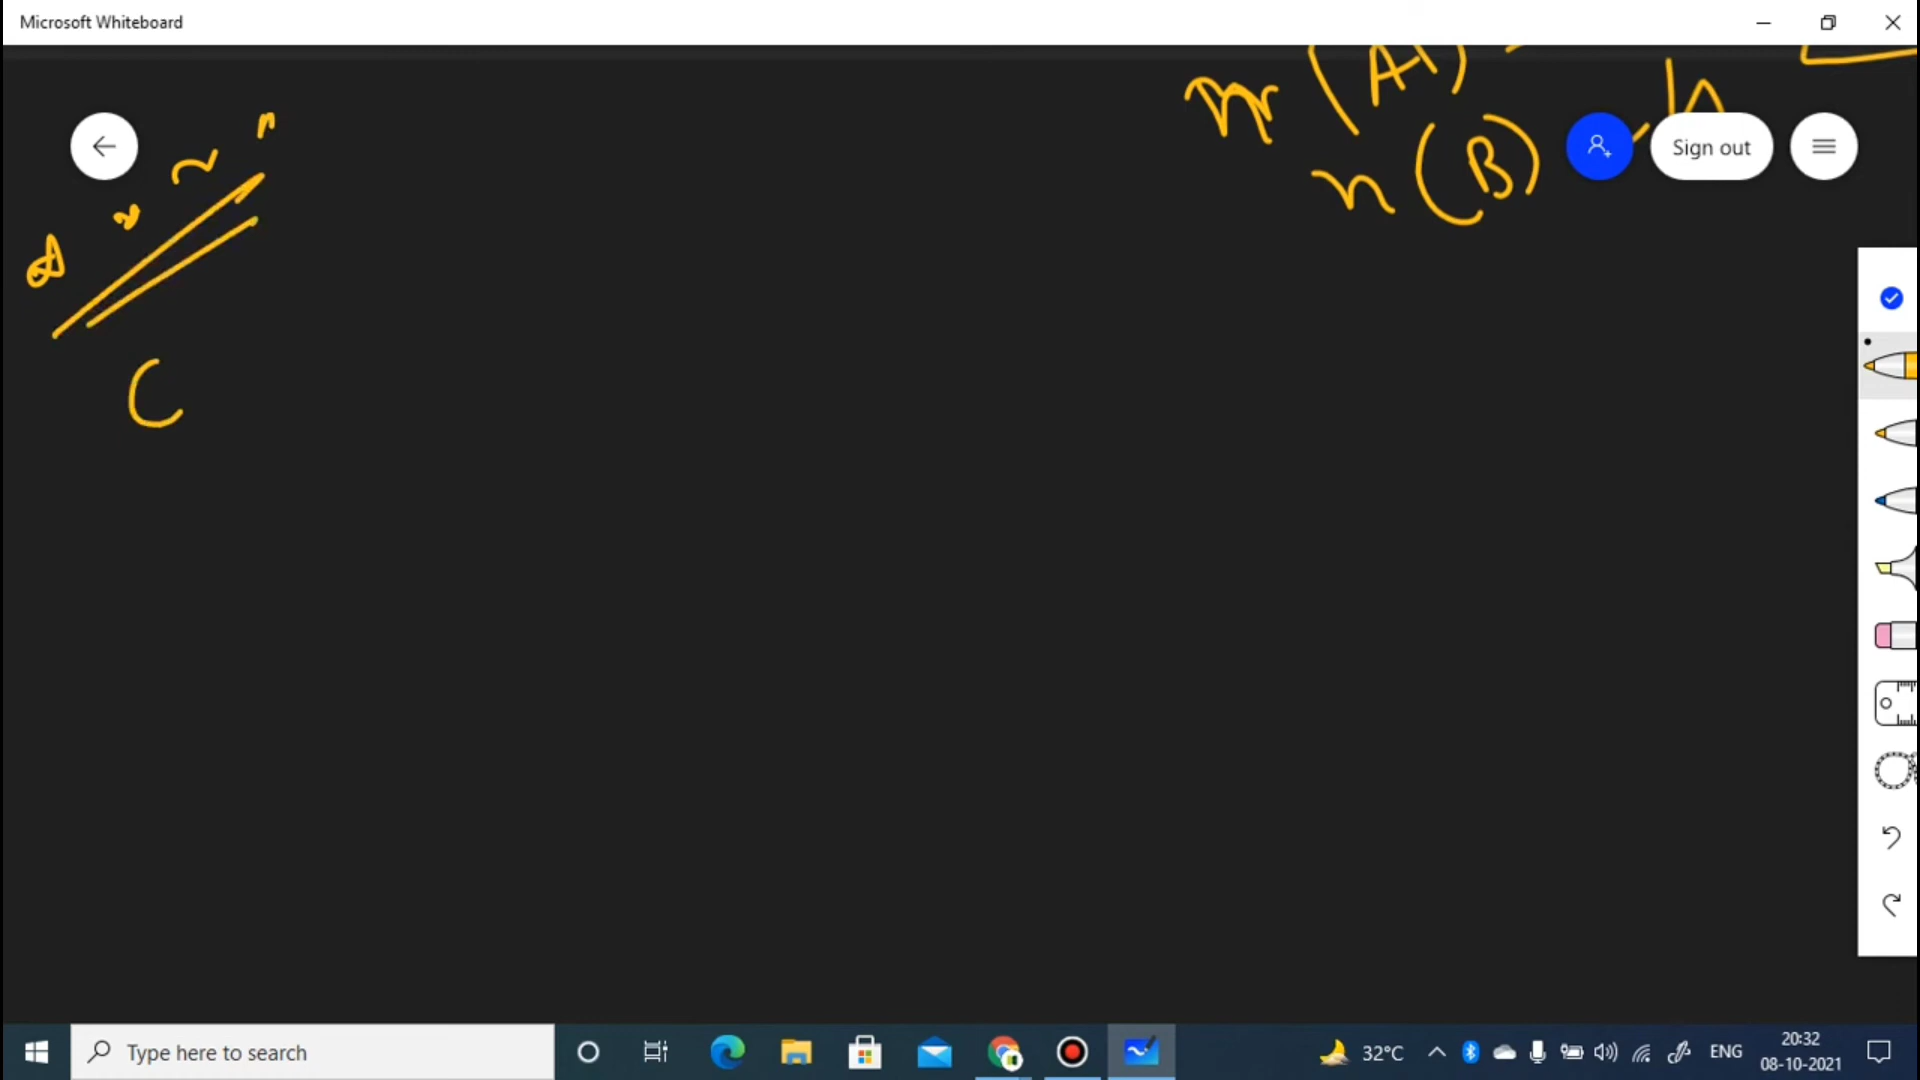 Microsoft Whiteboard
(A)
n(B)
Sign out
C
Type here to search
32°C
ENG
20:32
08-10-2021